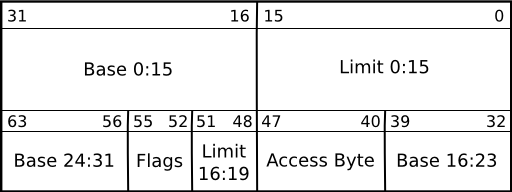 31 16 15 0
Base 0:15 Limit 0:15
63 56 55 52 51 48 47 40 39 32
Base 24:31 Flags Limit 16:19 Access Byte Base 16:23